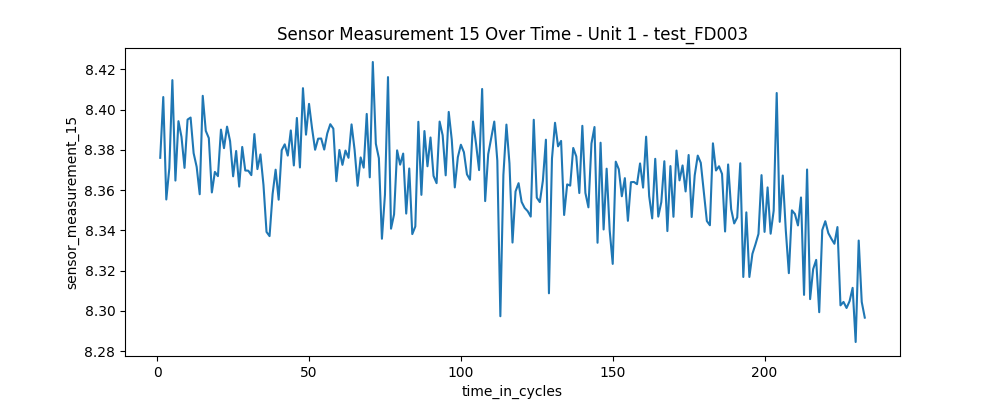 Sensor Measurement 15 Over Time - Unit 1 - test_FD003
sensor_measurement_15
8.42
8.40
8.38
8.36
8.34
8.32
8.30
8.28
0 50 100 150 200
time_in_cycles